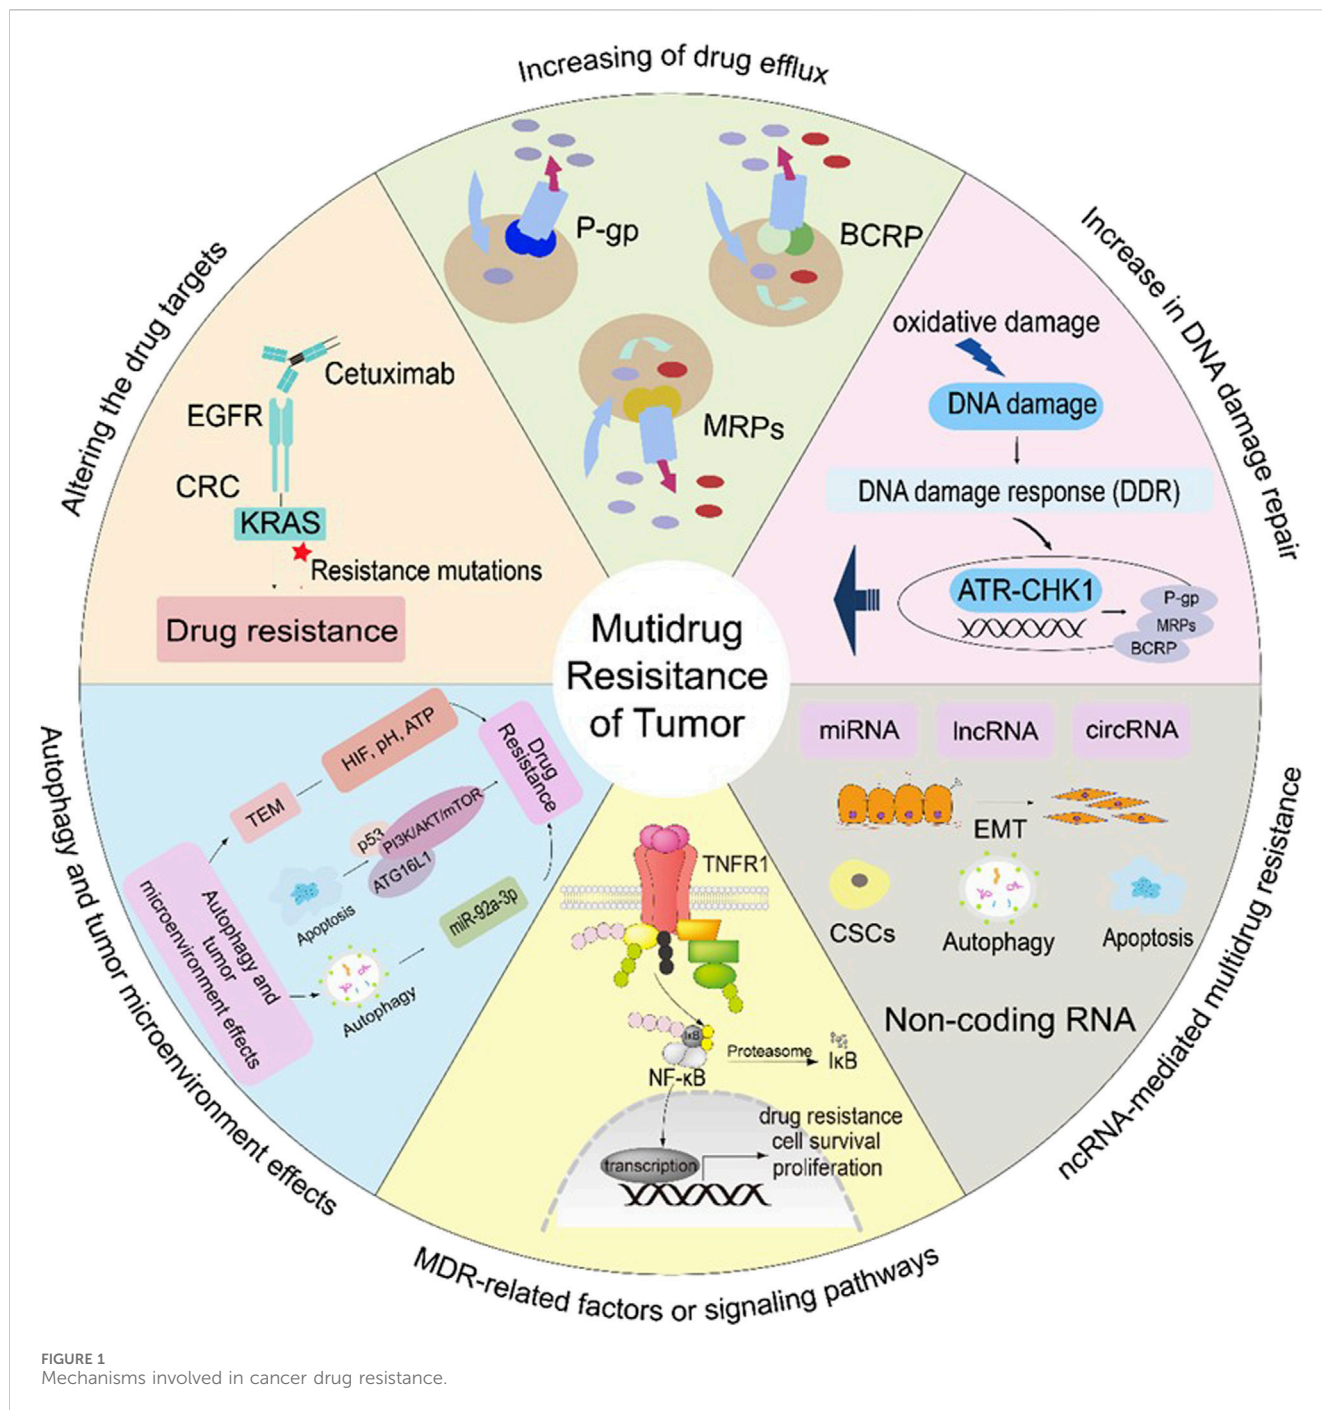 Increasing of drug efflux
P-gp
BCRP
MRPs
Increase in DNA damage repair
oxidative damage
DNA damage
DNA damage response (DDR)
ATR-CHK1
P-gp
MRPs
BCRP
Altering the drug targets
Cetuximab
EGFR
CRC
KRAS
Resistance mutations
Drug resistance
Mutidrug
Resisitance
of Tumor
Autophagy and tumor microenvironment effects
HIF, pH, ATP
TEM
Drug
Resistance
p53
PI3K/AKT/mTOR
ATG16L1
Apoptosis
miR-92a-3p
Autophagy
Autophagy and
tumor
microenvironment effects
TNFR1
IκB
Proteasome
IκB
NF-κB
drug resistance
cell survival
proliferation
transcription
MDR-related factors or signaling pathways
miRNA
lncRNA
circRNA
EMT
CSCs
Autophagy
Apoptosis
Non-coding RNA
ncRNA-mediated multidrug resistance
FIGURE 1
Mechanisms involved in cancer drug resistance.